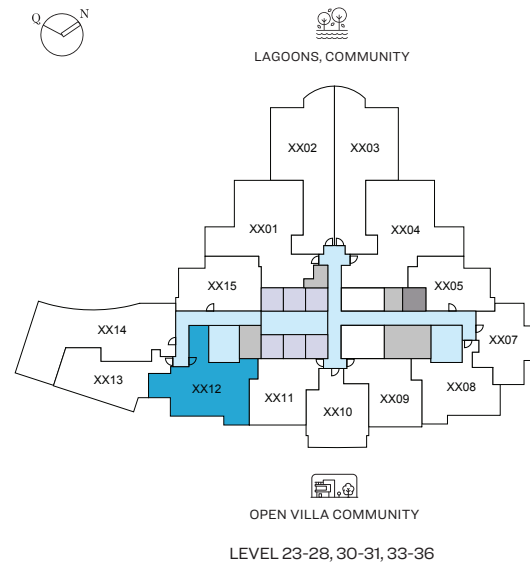 Q N
LAGOONS, COMMUNITY
XX02 XX03
XX01 XX04
XX15 XX05
XX14 XX07
XX13 XX12 XX11 XX10 XX09 XX08
OPEN VILLA COMMUNITY
LEVEL 23-28, 30-31, 33-36